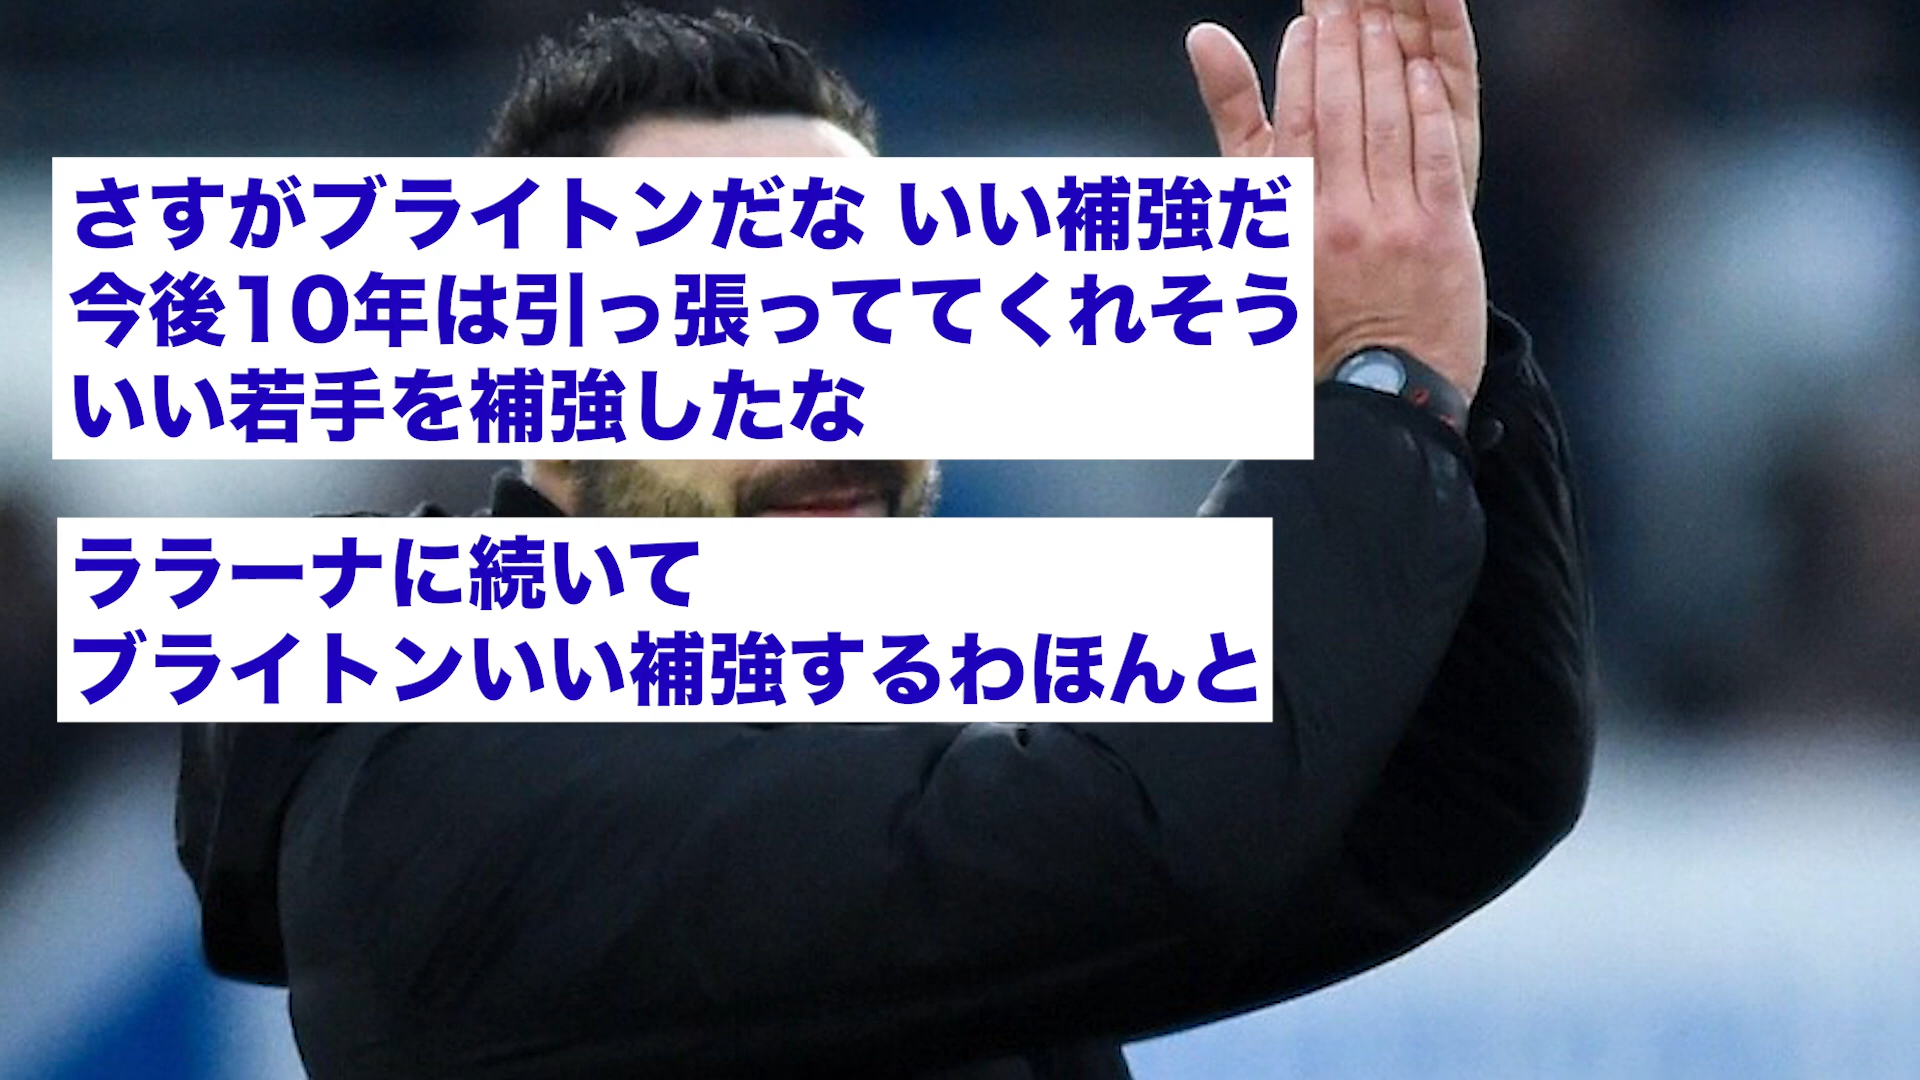 さすがブライトンだな いい補強だ
今後10年は引っ張っててくれそう
いい若手を補強したな
ララーナに続いて
ブライトンいい補強するわほんと